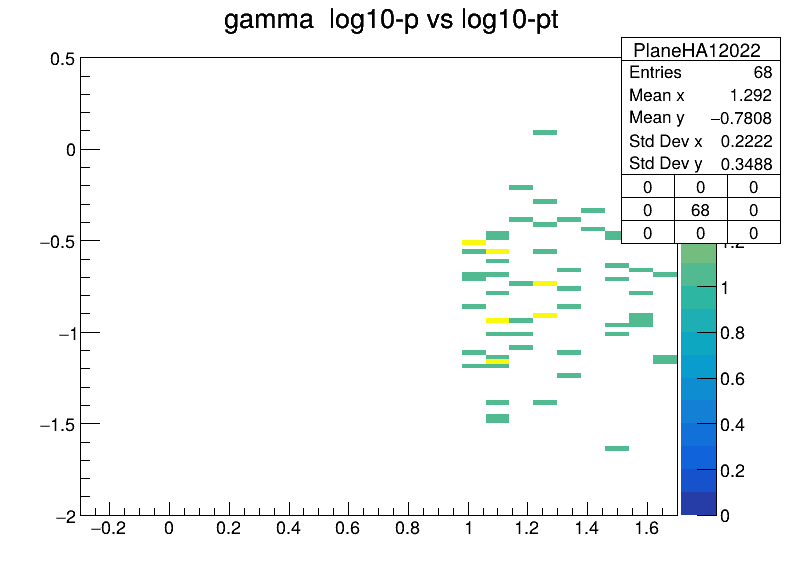 gamma  log10-p vs log10-pt
PlaneHA12022
Entries 68
Mean x 1.292
Mean y −0.7808
Std Dev x 0.2222
Std Dev y 0.3488
0 0 0
0 68 0
0 0 0
0.5
0
−0.5
−1
−1.5
−2
−0.2 0 0.2 0.4 0.6 0.8 1 1.2 1.4 1.6
1.2
1
0.8
0.6
0.4
0.2
0